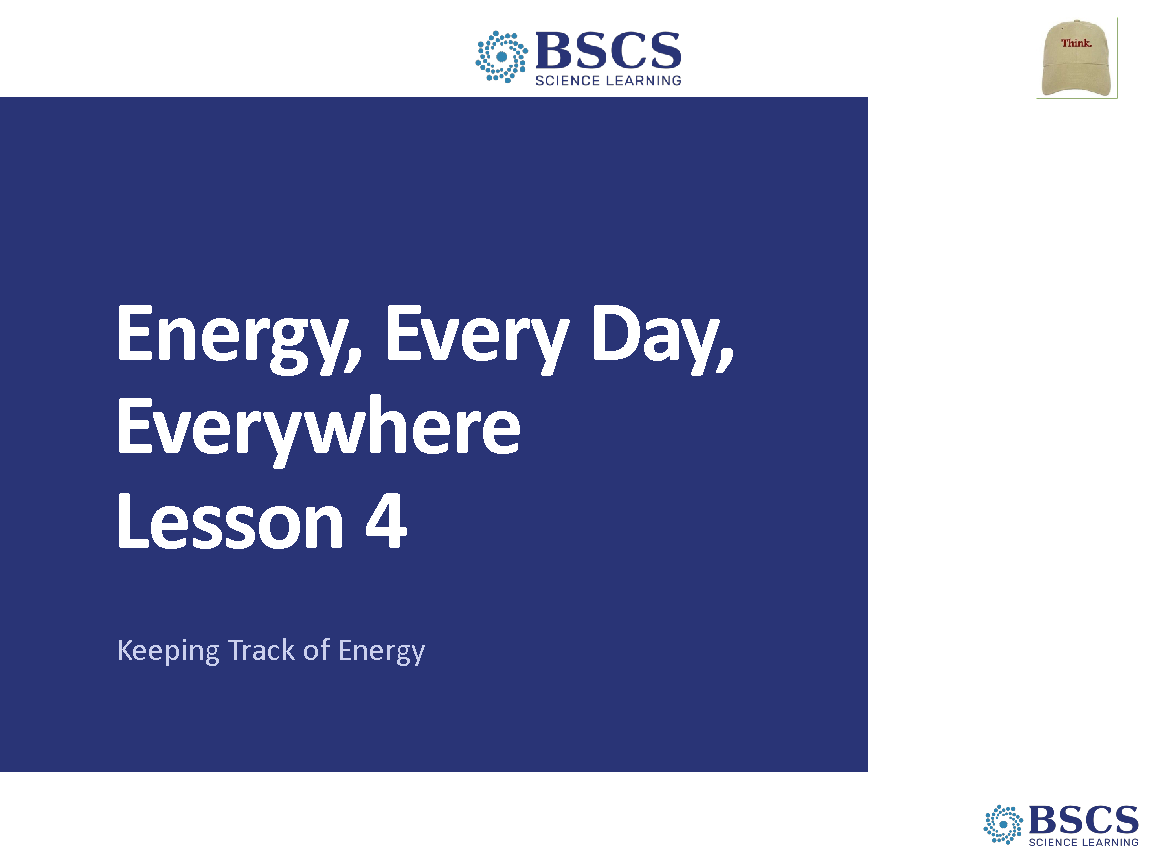 BSCS
SCIENCE LEARNING
Think.
Energy, Every Day,
Everywhere
Lesson 4
Keeping Track of Energy
BSCS
SCIENCE LEARNING